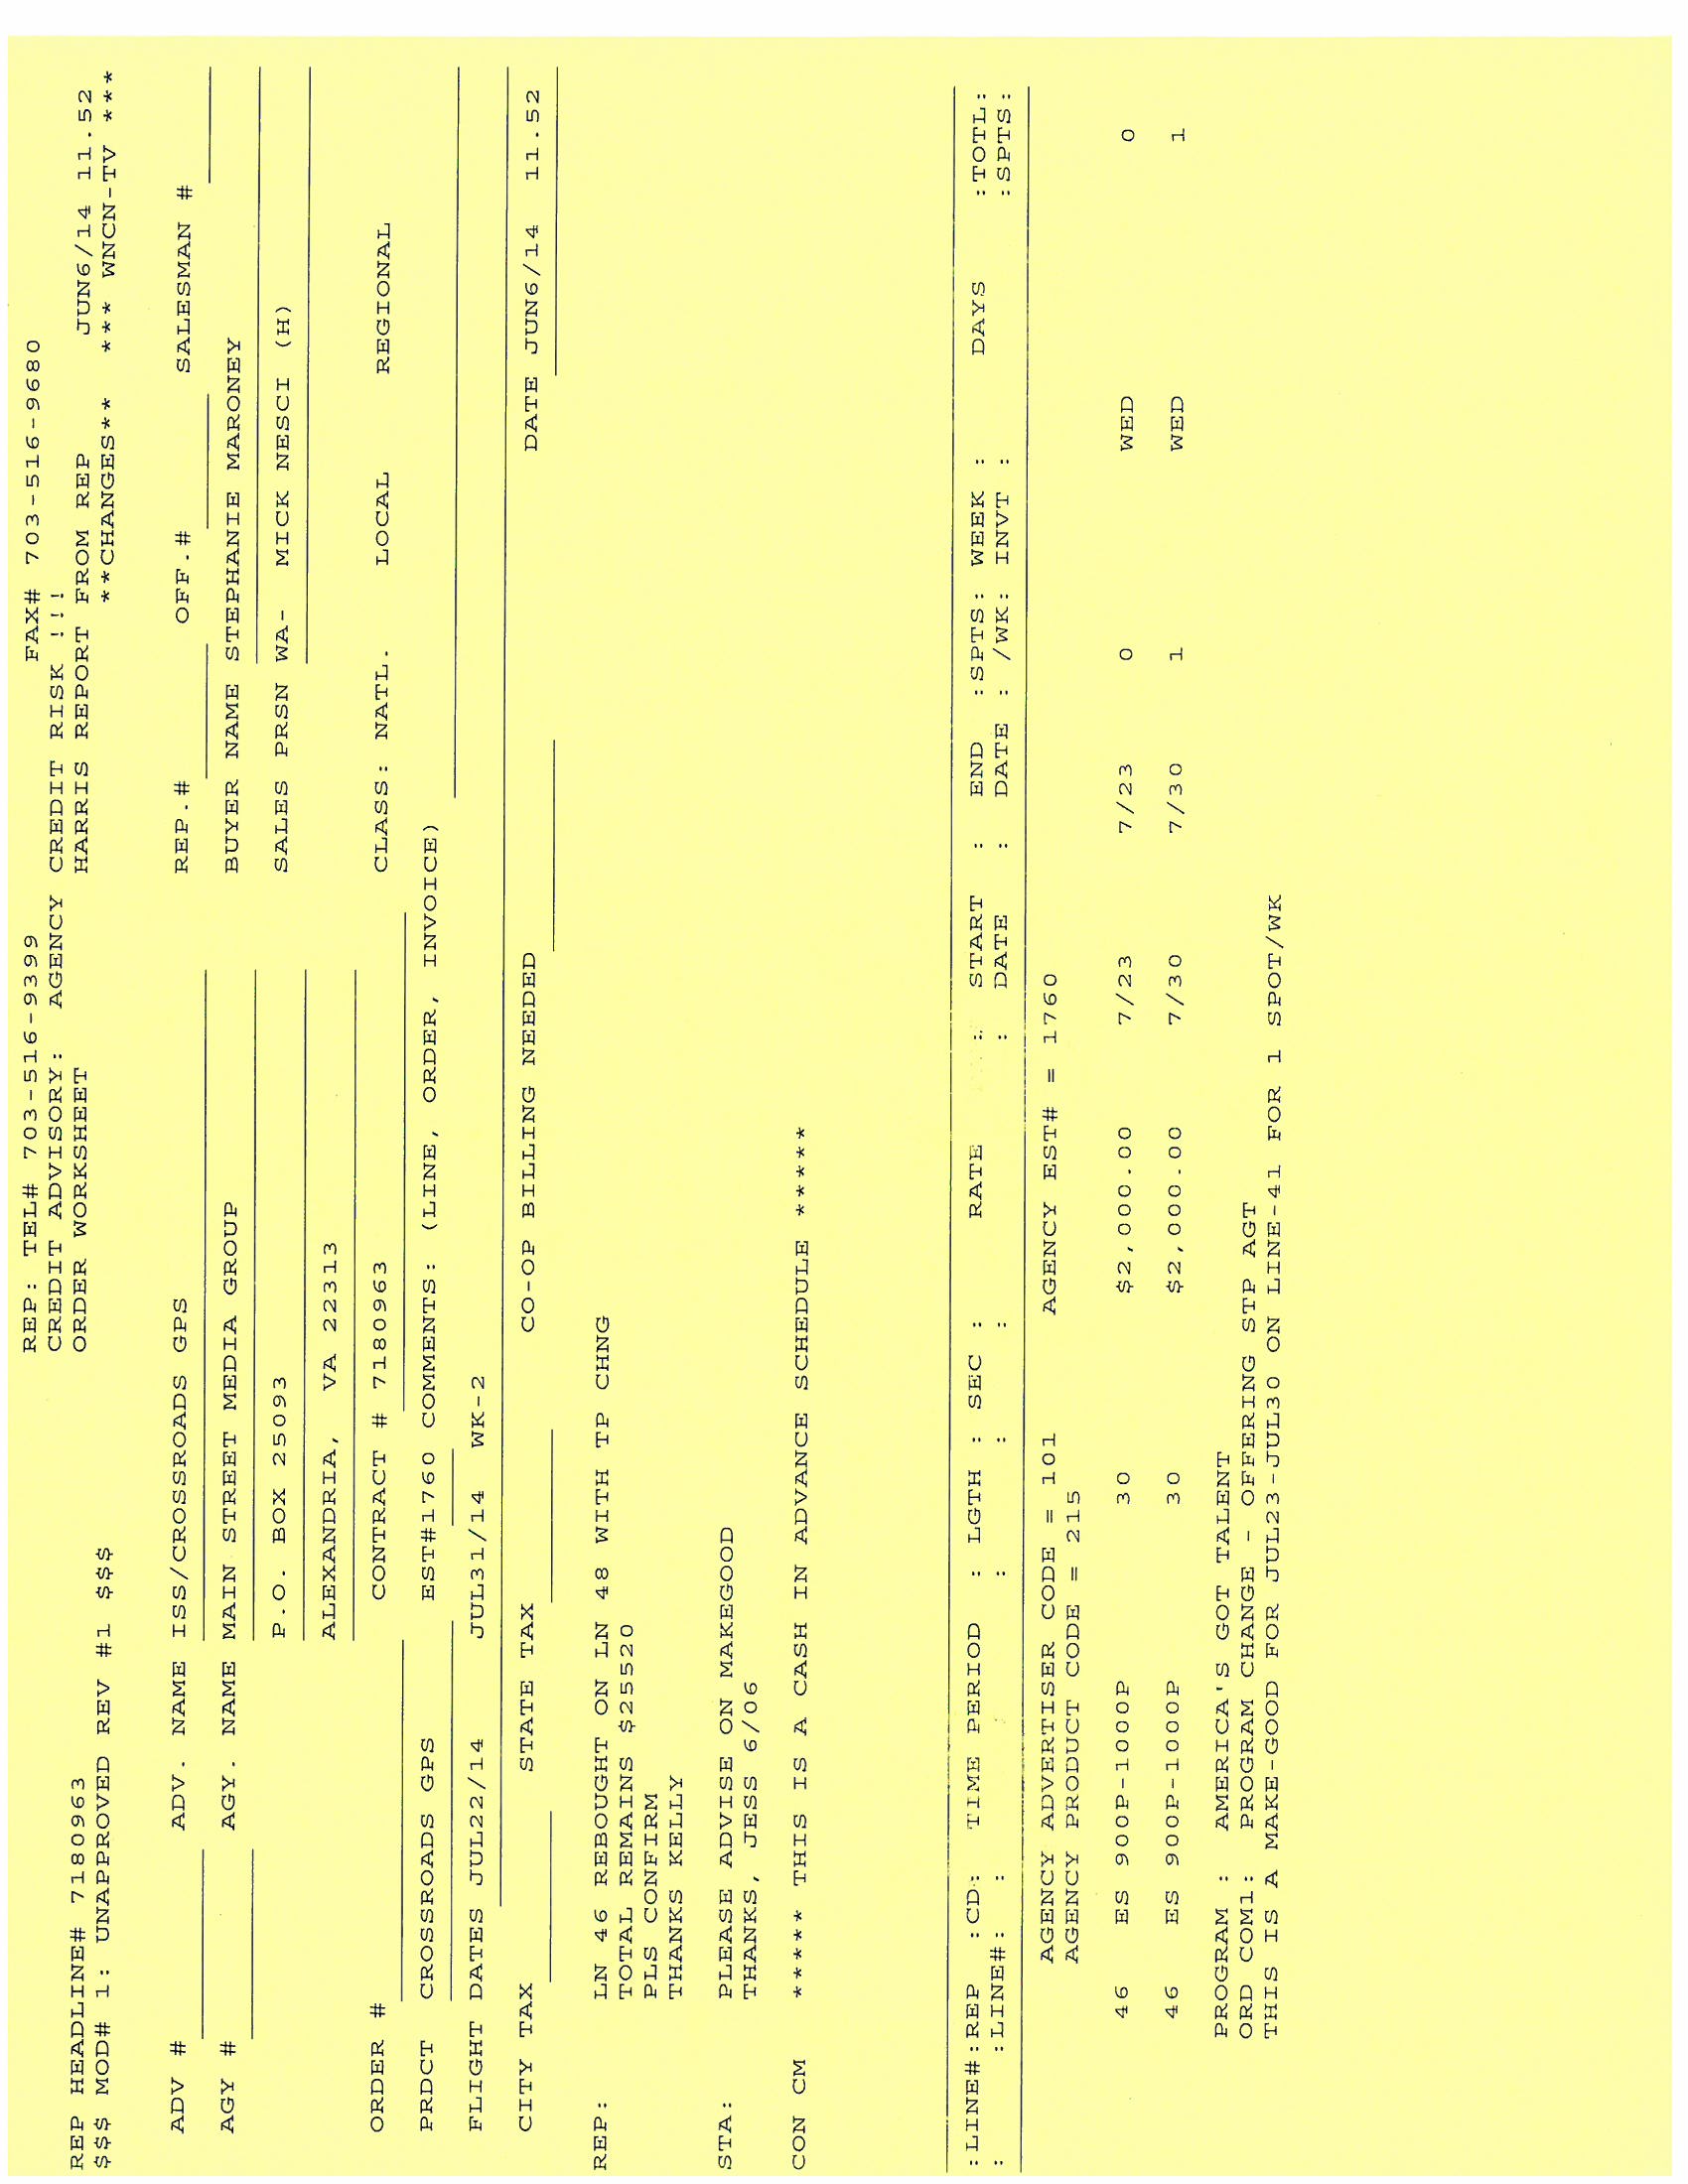 REP: TEL# 703-516-9399 FAX# 703-516-9680
CREDIT ADVISORY: AGENCY CREDIT RISK !!!
REP HEADLINE# 7180963 ORDER WORKSHEET HARRIS REPORT FROM REP JUN6/14 11.52
$$$ MOD# 1: UNAPPROVED REV #1 $$$ **CHANGES** *** WNCN-TV ***
ADV # ADV. NAME ISS/CROSSROADS GPS REP.# OFF.# SALESMAN #
AGY # AGY. NAME MAIN STREET MEDIA GROUP BUYER NAME STEPHANIE MARONEY
P.O. BOX 25093 SALES PRSN WA- MICK NESCI (H)
ALEXANDRIA, VA 22313
ORDER # CONTRACT # 7180963 CLASS: NATL. LOCAL REGIONAL
PRDCT CROSSROADS GPS EST#1760 COMMENTS: (LINE, ORDER, INVOICE)
FLIGHT DATES JUL22/14 JUL31/14 WK-2
CITY TAX STATE TAX CO-OP BILLING NEEDED DATE JUN6/14 11.52
REP: LN 46 REBOUGHT ON LN 48 WITH TP CHNG
TOTAL REMAINS $25520
PLS CONFIRM
THANKS KELLY
STA: PLEASE ADVISE ON MAKEGOOD
THANKS, JESS 6/06
CON CM ***** THIS IS A CASH IN ADVANCE SCHEDULE *****
:LINE#:REP :CD: TIME PERIOD : LGTH : SEC : RATE : START : END :SPTS: WEEK : DAYS :TOTL:
: :LINE#: : : : : : DATE : DATE : /WK: INVT : :SPTS:
AGENCY ADVERTISER CODE = 101 AGENCY EST# = 1760
AGENCY PRODUCT CODE = 215
46 ES 900P-1000P 30 $2,000.00 7/23 7/23 0 WED 0
46 ES 900P-1000P 30 $2,000.00 7/30 7/30 1 WED 1
PROGRAM : AMERICA'S GOT TALENT
ORD COM1: PROGRAM CHANGE - OFFERING STP AGT
THIS IS A MAKE-GOOD FOR JUL23-JUL30 ON LINE-41 FOR 1 SPOT/WK